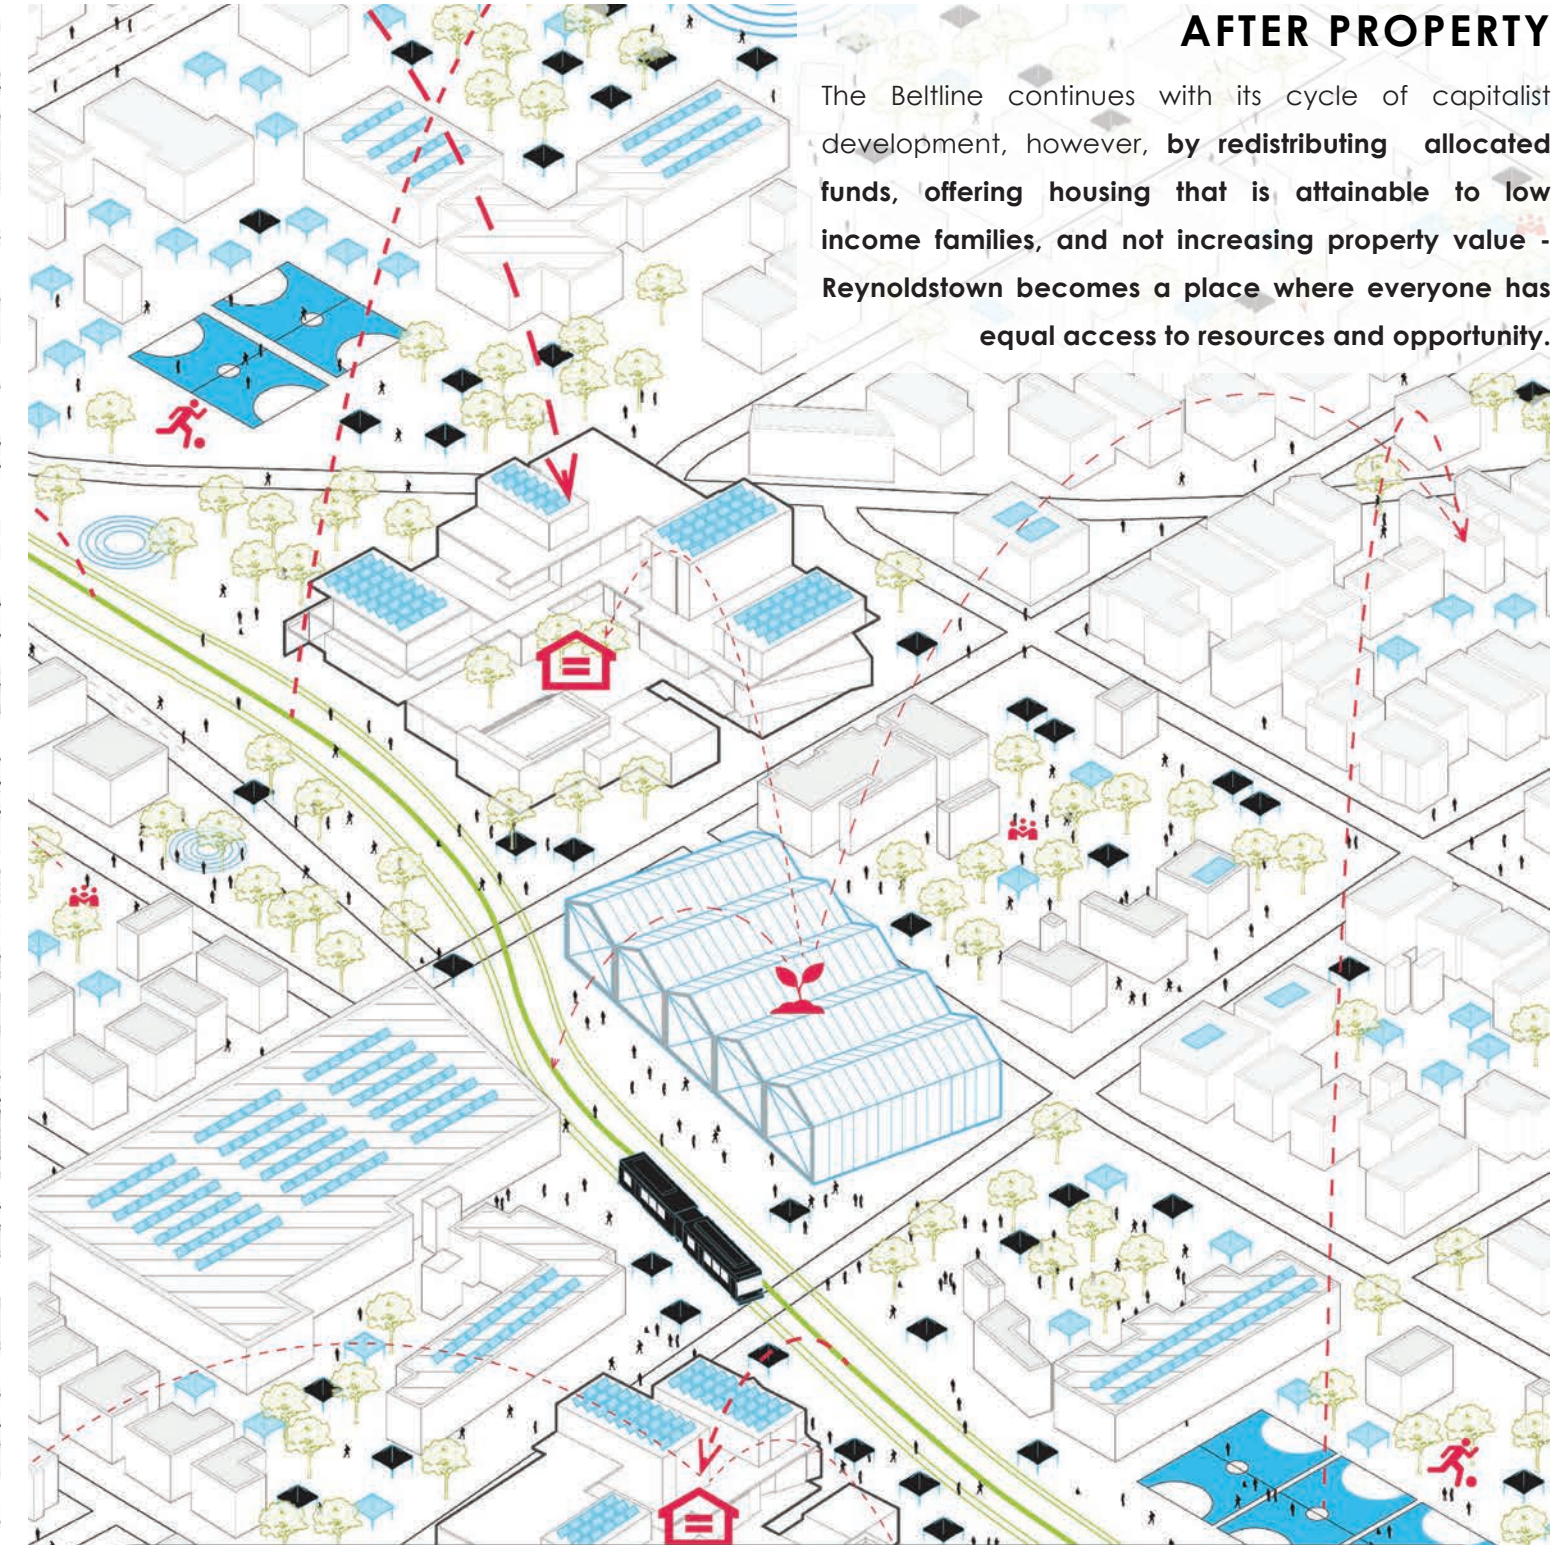 AFTER PROPERTY
The Beltline continues with its cycle of capitalist
development, however, by redistributing allocated
funds, offering housing that is attainable to low
income families, and not increasing property value -
Reynoldstown becomes a place where everyone has
equal access to resources and opportunity.